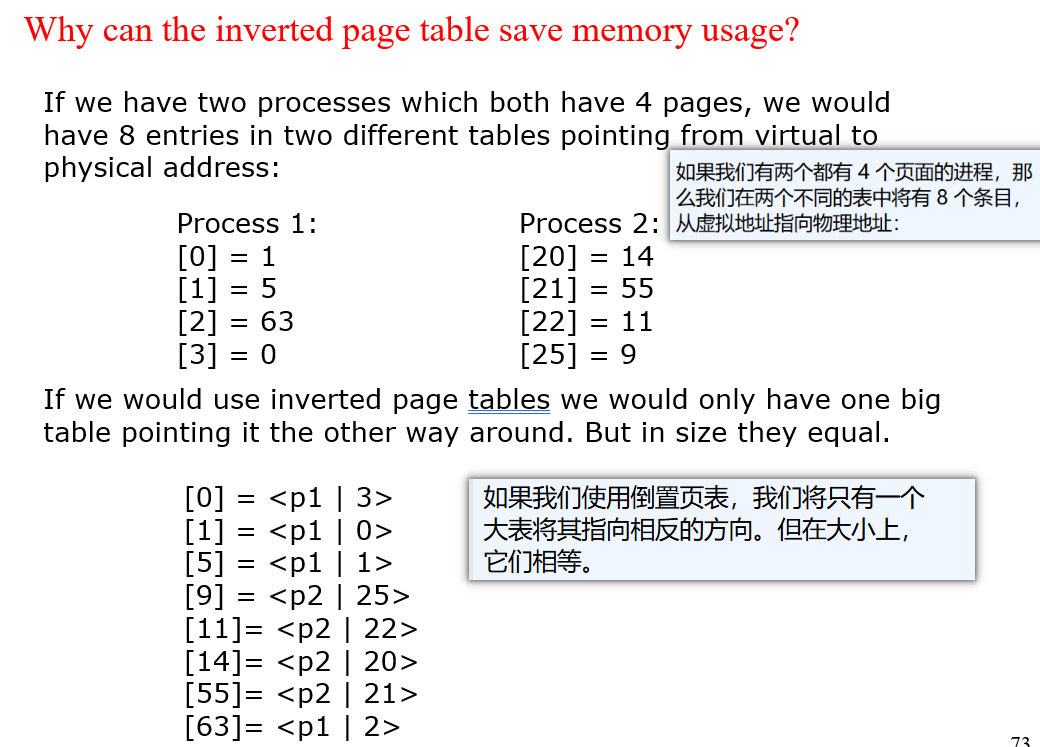 Why can the inverted page table save memory usage?
If we have two processes which both have 4 pages, we would
have 8 entries in two different tables pointing from virtual to
physical address:
如果我们有两个都有 4 个页面的进程，那
么我们在两个不同的表中将有 8 个条目，
从虚拟地址指向物理地址：
Process 1:
[0] = 1
[1] = 5
[2] = 63
[3] = 0
Process 2:
[20] = 14
[21] = 55
[22] = 11
[25] = 9
If we would use inverted page tables we would only have one big
table pointing it the other way around. But in size they equal.
[0] = <p1 | 3>
[1] = <p1 | 0>
[5] = <p1 | 1>
[9] = <p2 | 25>
[11]= <p2 | 22>
[14]= <p2 | 20>
[55]= <p2 | 21>
[63]= <p1 | 2>
如果我们使用倒置页表，我们将只有一个
大表将其指向相反的方向。但在大小上，
它们相等。
73